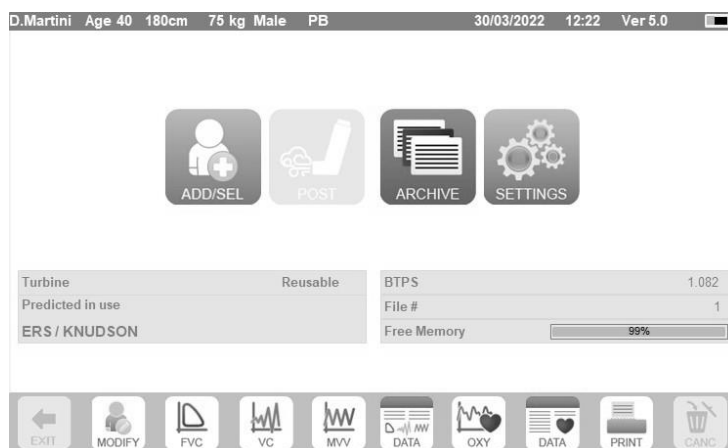 D.Martini Age 40 180cm 75 kg Male PB 30/03/2022 12:22 Ver 5.0
ADD/SEL POST ARCHIVE SETTINGS
Turbine Reusable
Predicted in use
ERS / KNUDSON
BTPS 1.082
File # 1
Free Memory 99%
EXIT MODIFY FVC VC MVV DATA OXY DATA PRINT CANC